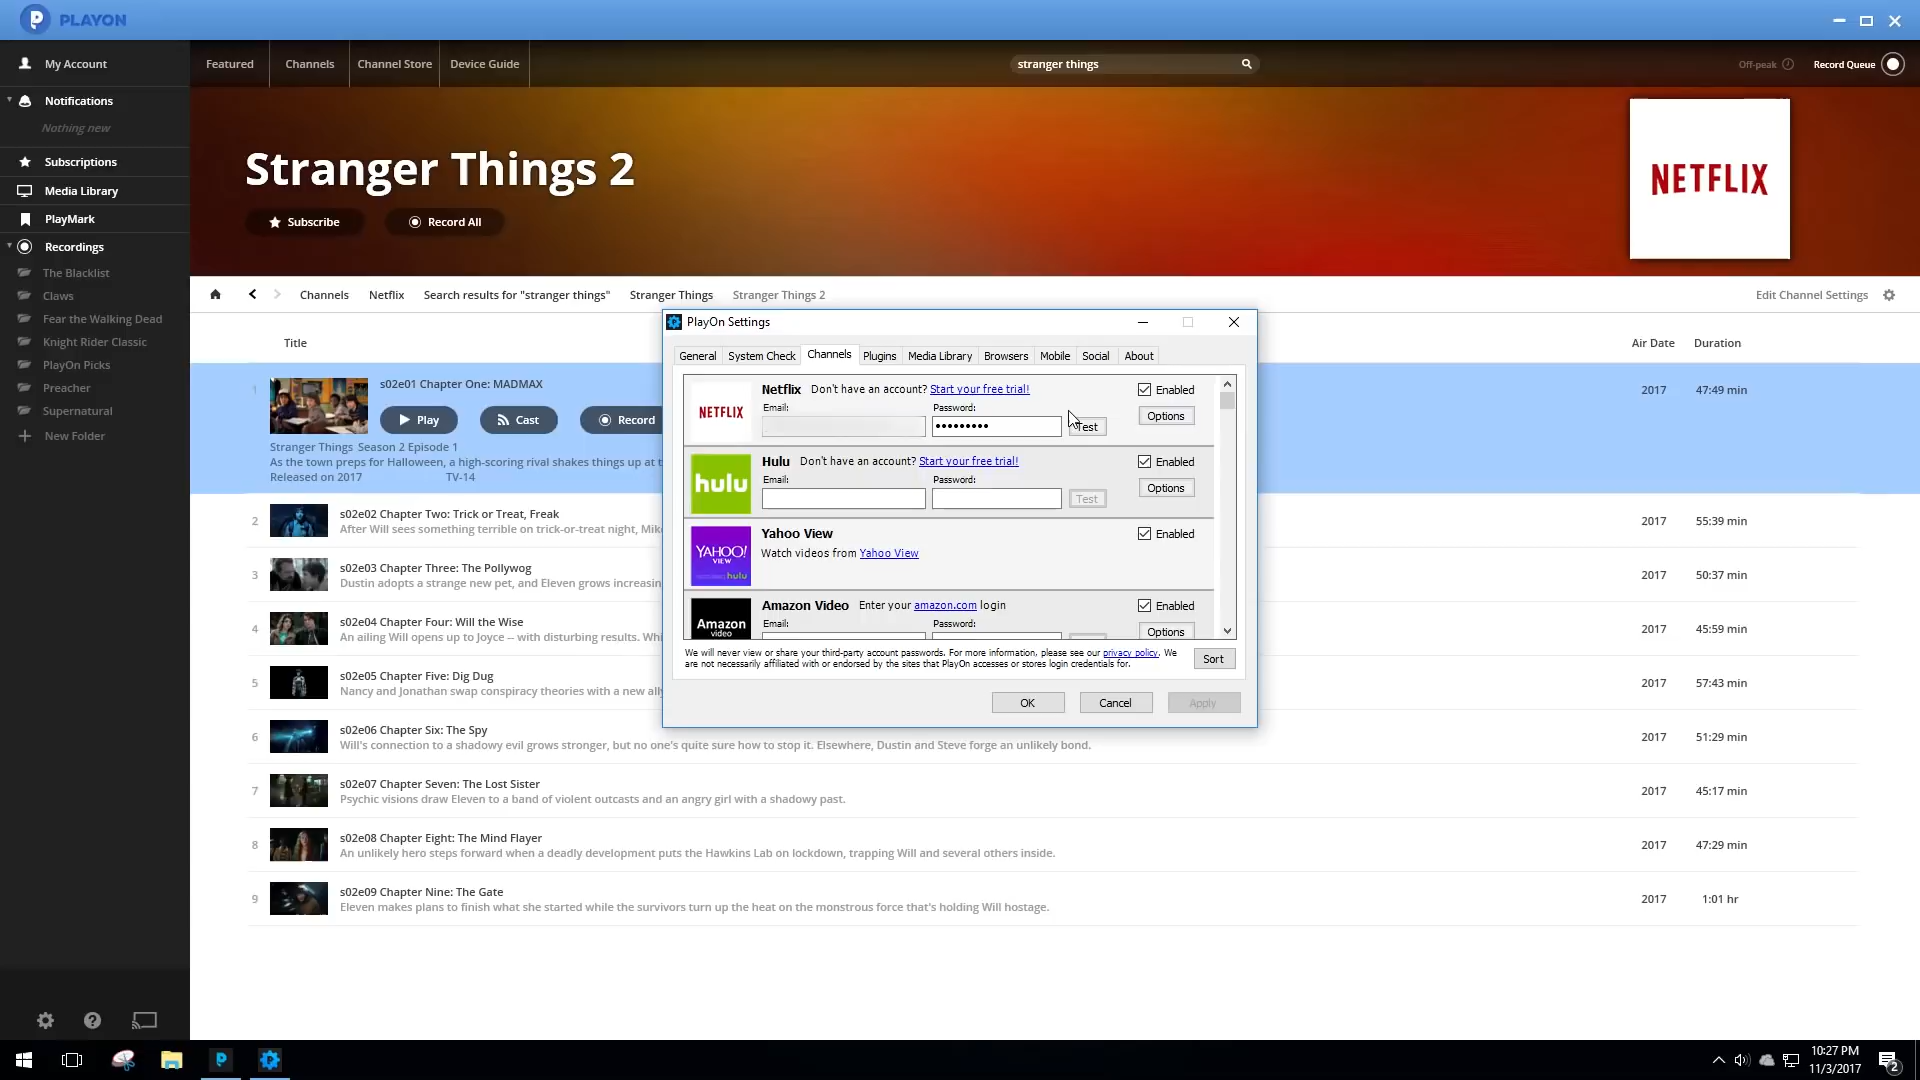 PLAYON
My Account
Notifications
Nothing new
Subscriptions
Media Library
PlayMark
Recordings
The Blacklist
Claws
Fear the Walking Dead
Knight Rider Classic
PlayOn Picks
Preacher
Supernatural
New Folder
Featured
Channels
Channel Store
Device Guide
stranger things
Off-peak
Record Queue
Stranger Things 2
Subscribe
Record All
NETFLIX
Channels
Netflix
Search results for "stranger things"
Stranger Things
Stranger Things 2
Edit Channel Settings
Title
Air Date
Duration
1
s02e01 Chapter One: MADMAX
2017
47:49 min
Play
Cast
Record
Stranger Things Season 2 Episode 1
As the town preps for Halloween, a high-scoring rival shakes things up at
Released on 2017
TV-14
2
s02e02 Chapter Two: Trick or Treat, Freak
After Will sees something terrible on trick-or-treat night,
2017
55:39 min
3
s02e03 Chapter Three: The Pollywog
Dustin adopts a strange new pet, and Eleven grows
2017
50:37 min
4
s02e04 Chapter Four: Will the Wise
An ailing Will opens up to Joyce -- with disturbing results.
2017
45:59 min
5
s02e05 Chapter Five: Dig Dug
Nancy and Jonathan swap conspiracy theories with a new
2017
57:43 min
6
s02e06 Chapter Six: The Spy
Will's connection to a shadowy evil grows stronger, but no one's quite sure how to stop it. Elsewhere, Dustin and Steve forge an unlikely bond.
2017
51:29 min
7
s02e07 Chapter Seven: The Lost Sister
Psychic visions draw Eleven to a band of violent outcasts and an angry girl with a shadowy past.
2017
45:17 min
8
s02e08 Chapter Eight: The Mind Flayer
An unlikely hero steps forward when a deadly development puts the Hawkins Lab on lockdown, trapping Will and several others inside.
2017
47:29 min
9
s02e09 Chapter Nine: The Gate
Eleven makes plans to finish what she started while the survivors turn up the heat on the monstrous force that's holding Will hostage.
2017
1:01 hr
PlayOn Settings
General
System Check
Channels
Plugins
Media Library
Browsers
Mobile
Social
About
NETFLIX
Netflix Don't have an account? Start your free trial!
Enabled
Email:
Password:
Test
Options
hulu
Hulu Don't have an account? Start your free trial!
Enabled
Email:
Password:
Test
Options
YAHOO!
VIEW
hulu
Yahoo View
Enabled
Watch videos from Yahoo View
Amazon
video
Amazon Video Enter your amazon.com login
Enabled
Email:
Password:
Options
We will never view or share your third-party account passwords. For more information, please see our privacy policy. We
are not necessarily affiliated with or endorsed by the sites that PlayOn accesses or stores login credentials for.
Sort
OK
Cancel
Apply
10:27 PM
11/3/2017
2